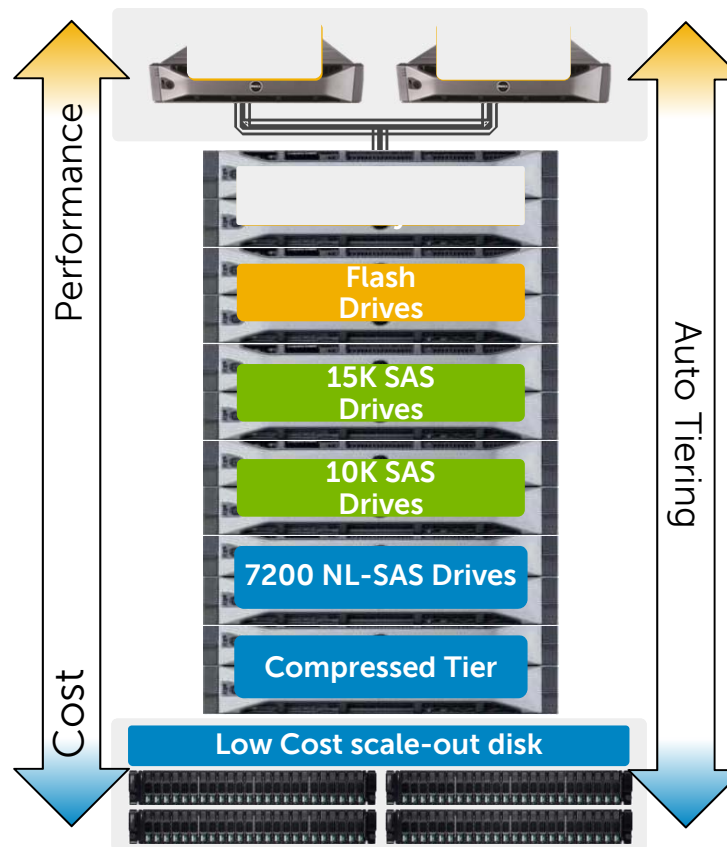 Performance
Cost
Flash
Drives
15K SAS
Drives
10K SAS
Drives
7200 NL-SAS Drives
Compressed Tier
Low Cost scale-out disk
Auto Tiering